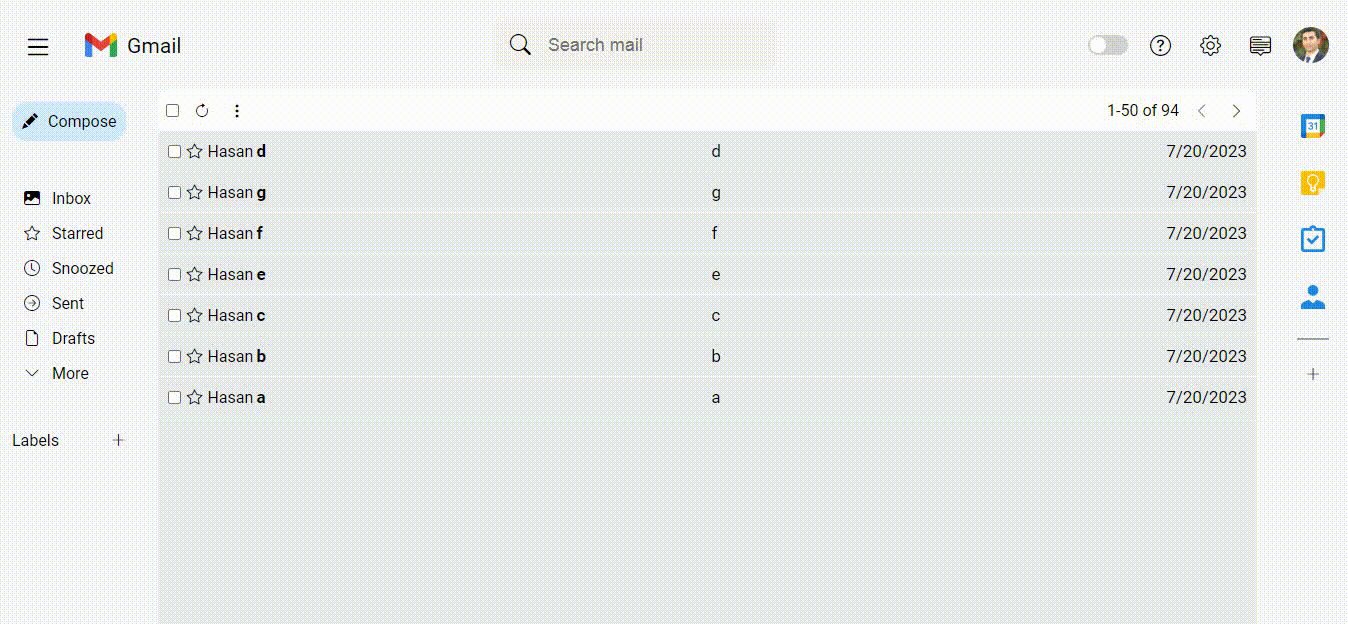 Gmail
Search mail
Compose
1-50 of 94
Hasan d d 7/20/2023
Hasan g g 7/20/2023
Hasan f f 7/20/2023
Hasan e e 7/20/2023
Hasan c c 7/20/2023
Hasan b b 7/20/2023
Hasan a a 7/20/2023
Inbox
Starred
Snoozed
Sent
Drafts
More
Labels
31